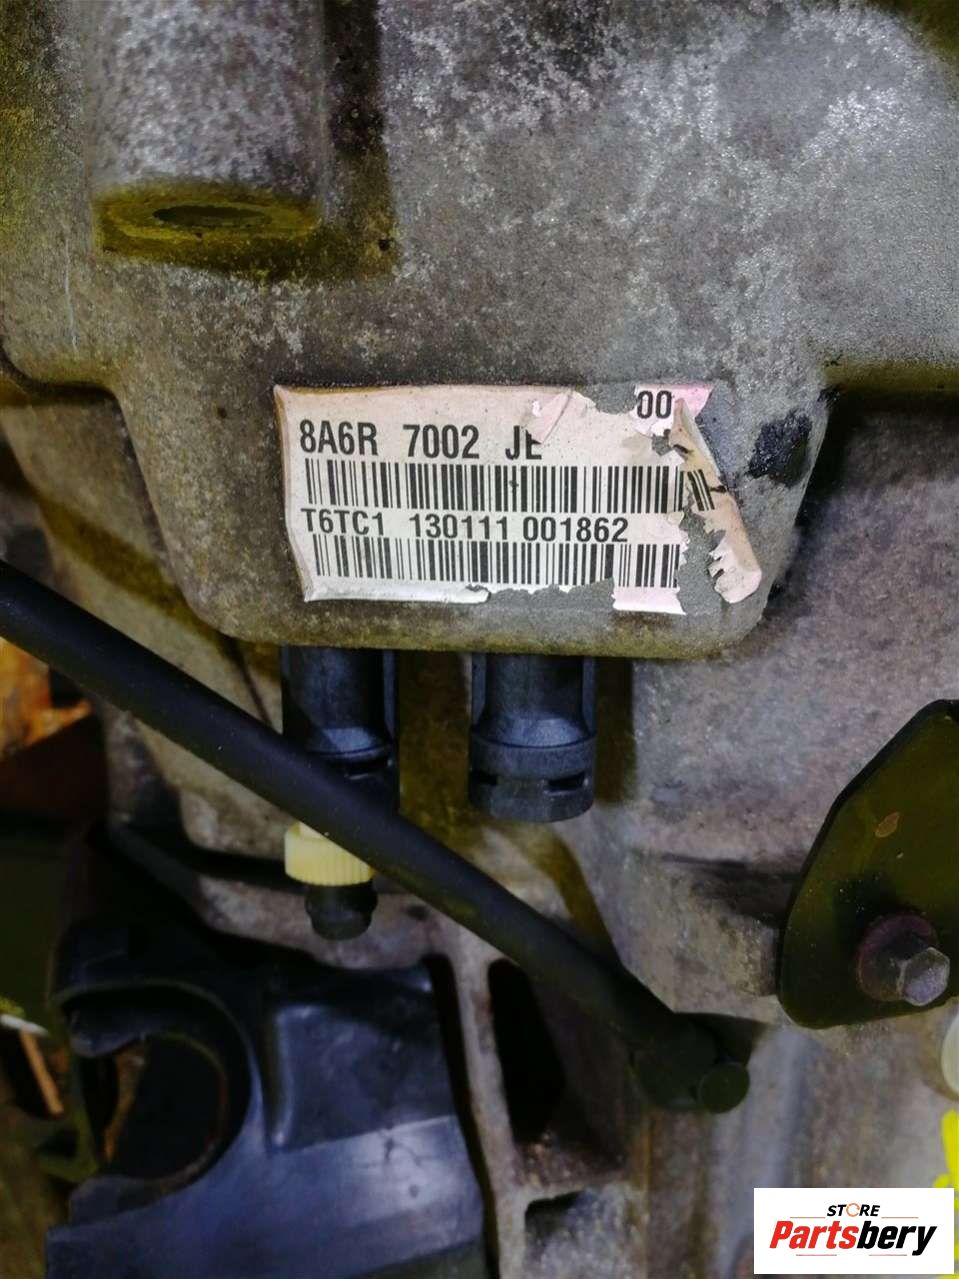 00
8A6R 7002 JE
T6TC1 130111 001862
STORE
Partsbery